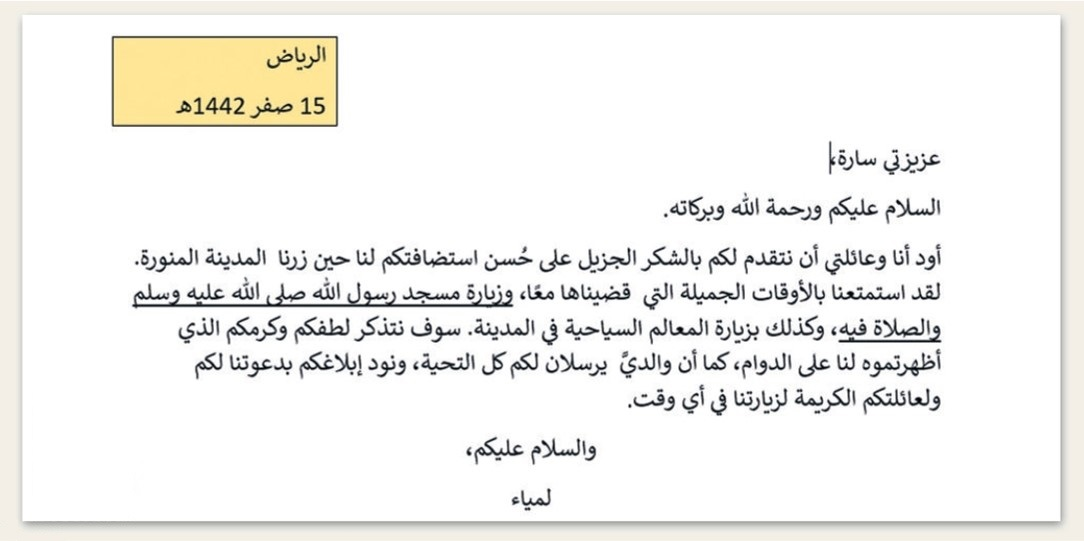 الرياض
15 صفر 1442هـ
عزيزتي سارة،
السلام عليكم ورحمة الله وبركاته.
أود أنا وعائلتي أن نتقدم لكم بالشكر الجزيل على حُسن استضافتكم لنا حين زرنا المدينة المنورة.
لقد استمتعنا بالأوقات الجميلة التي قضيناها معًا، وزيارة مسجد رسول الله صلى الله عليه وسلم
والصلاة فيه، وكذلك بزيارة المعالم السياحية في المدينة. سوف نتذكر لطفكم وكرمكم الذي
أظهرتموه لنا على الدوام، كما أن والديَّ يرسلان لكم كل التحية، ونود إبلاغكم بدعوتنا لكم
ولعائلتكم الكريمة لزيارتنا في أي وقت.
والسلام عليكم،
لمياء